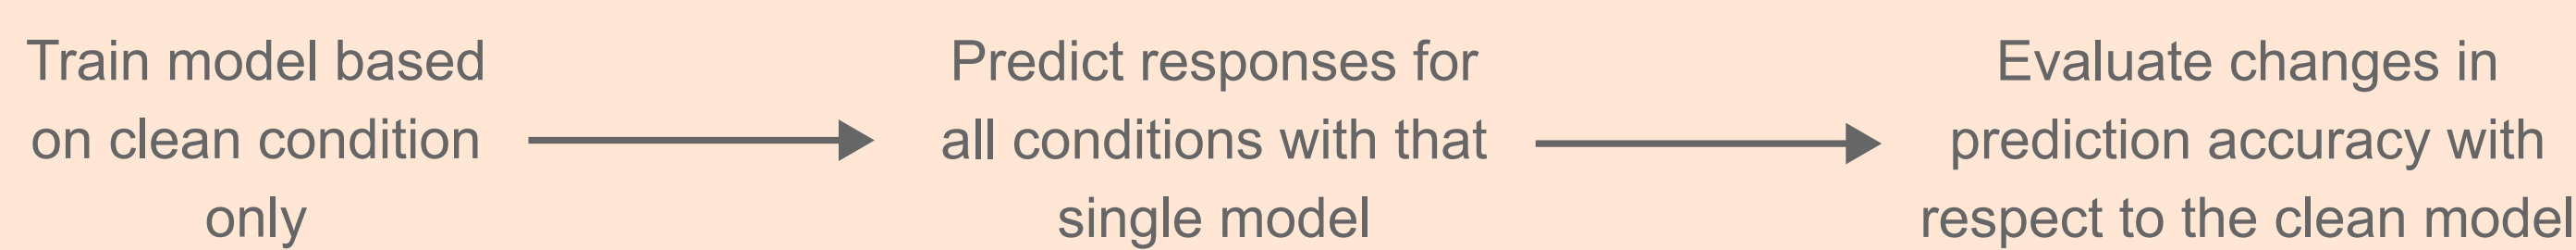 Train model based
on clean condition
only
Predict responses for
all conditions with that
single model
Evaluate changes in
prediction accuracy with
respect to the clean model